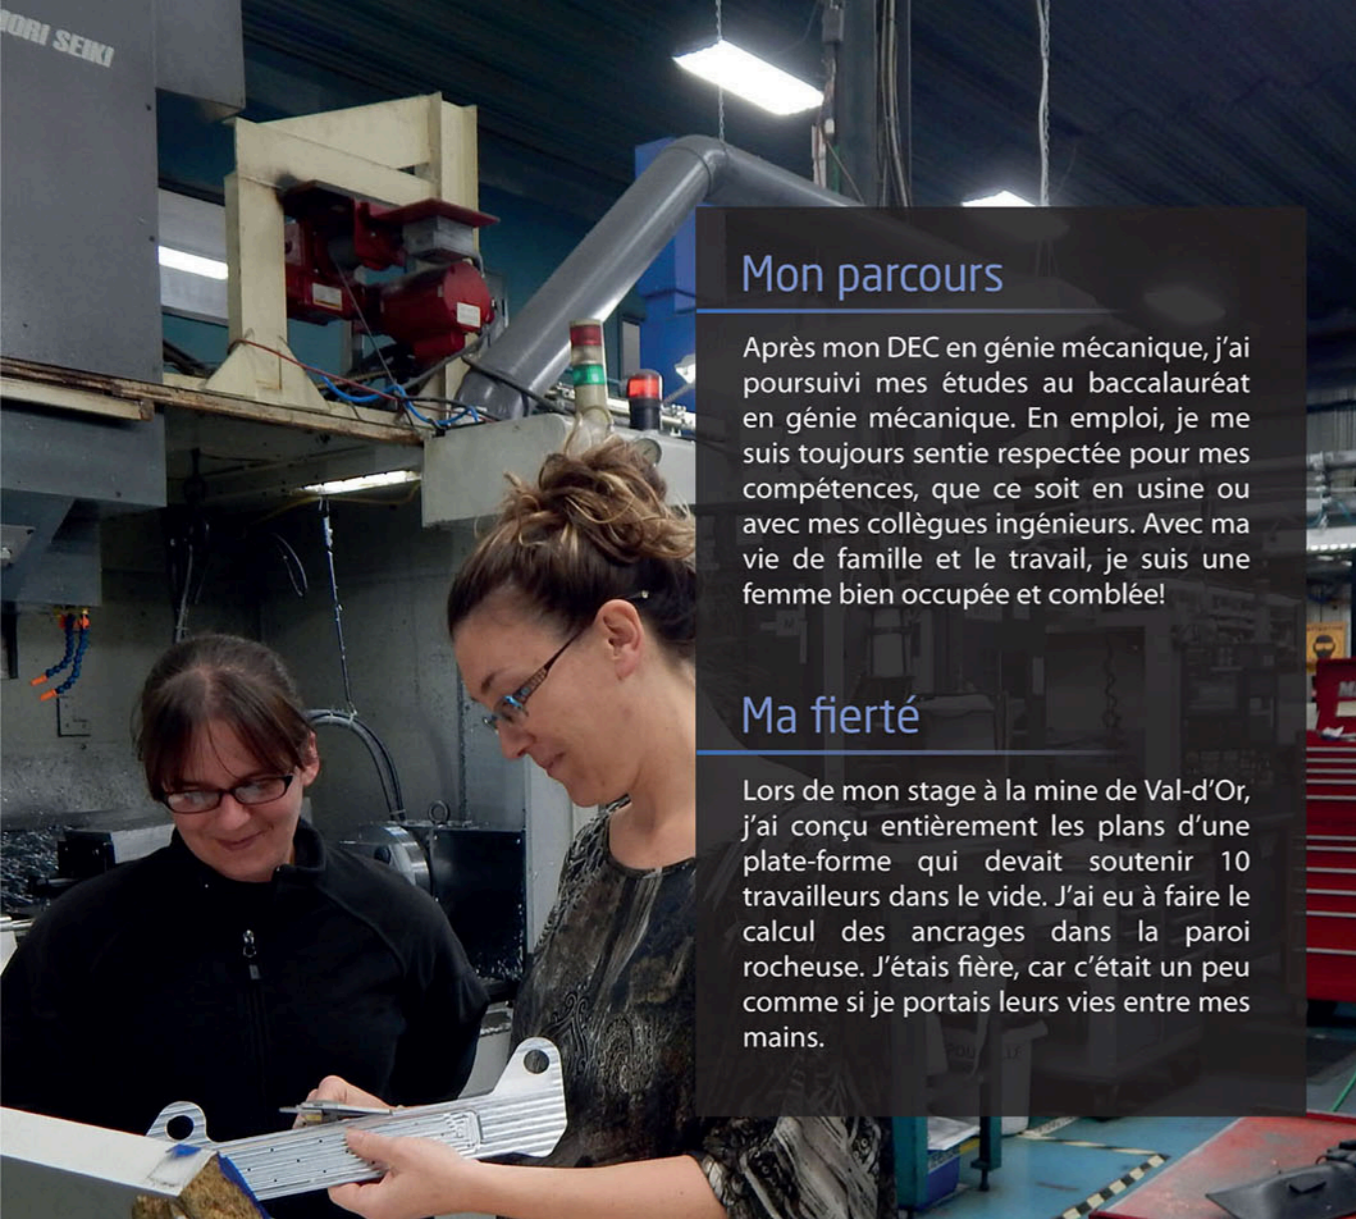 MORI SEIKI
Mon parcours
Après mon DEC en génie mécanique, j'ai
poursuivi mes études au baccalauréat
en génie mécanique. En emploi, je me
suis toujours sentie respectée pour mes
compétences, que ce soit en usine ou
avec mes collègues ingénieurs. Avec ma
vie de famille et le travail, je suis une
femme bien occupée et comblée!
Ma fierté
Lors de mon stage à la mine de Val-d'Or,
j'ai conçu entièrement les plans d'une
plate-forme qui devait soutenir 10
travailleurs dans le vide. J'ai eu à faire le
calcul des ancrages dans la paroi
rocheuse. J'étais fière, car c'était un peu
comme si je portais leurs vies entre mes
mains.